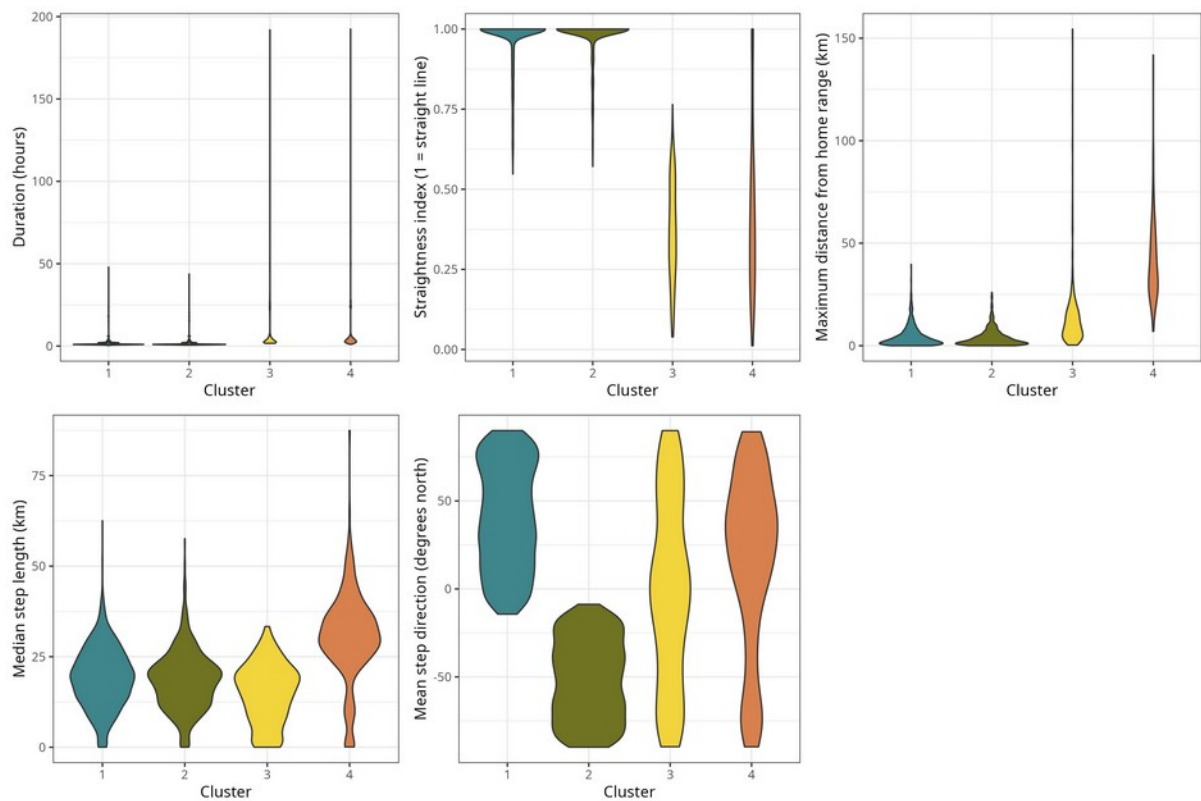 Duration (hours)
200
150
100
50
0
1 2 3 4
Cluster
Straightness index (1 = straight line)
1.00
0.75
0.50
0.25
0.00
1 2 3 4
Cluster
Maximum distance from home range (km)
150
100
50
0
1 2 3 4
Cluster
Median step length (km)
75
50
25
0
1 2 3 4
Cluster
Mean step direction (degrees north)
50
0
-50
1 2 3 4
Cluster